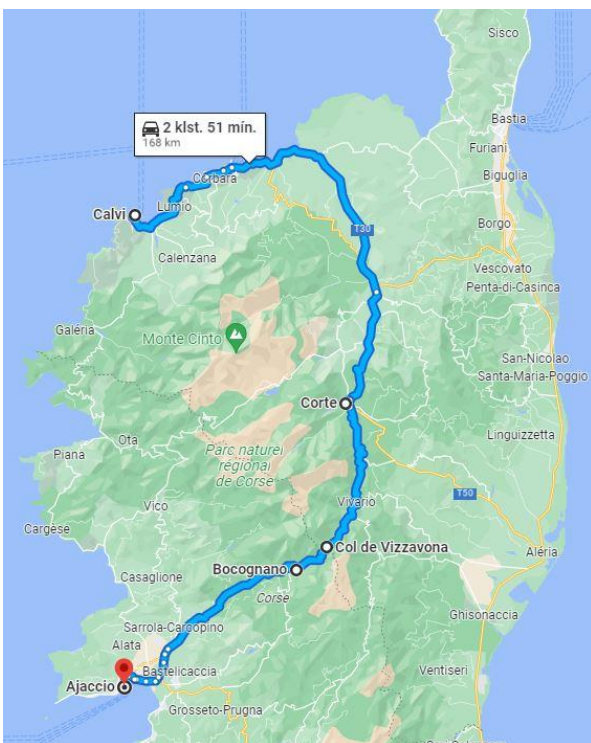 Sisco
Bastia
Furiani
2 klst. 51 mín.
168 km
Biguglia
Corbara
Lumio
Calvi
Borgo
T30
Calenzana
Vescovato
Penta-di-Casinca
Galéria
Monte Cinto
San-Nicolao
Santa-Maria-Poggio
Corte
Ota
Linguizzetta
Piana
Parc naturel
régional
de Corse
T50
Vico
Vivario
Cargèse
Col de Vizzavona
Aléria
Bocognano
Casaglione
Corse
Ghisonaccia
Sarrola-Carcopino
Alata
Bastelicaccia
Ventiseri
Ajaccio
Grosseto-Prugna